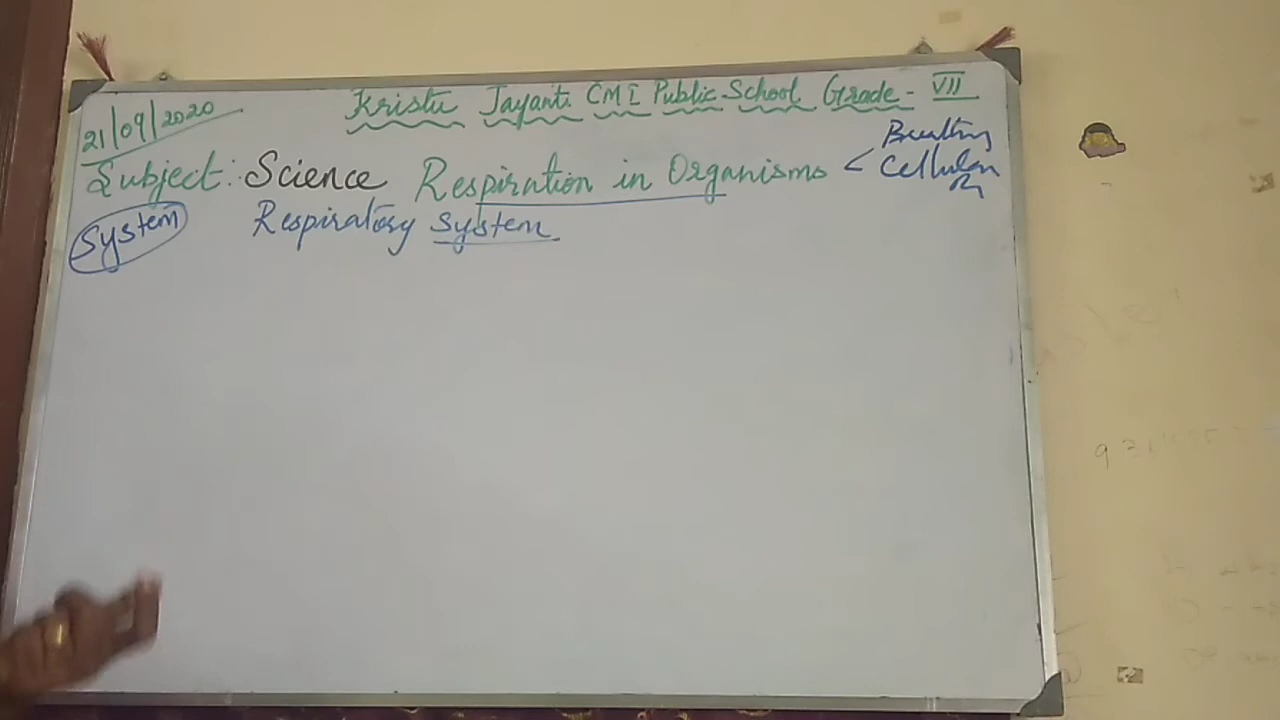 21/09/2020
Kristu Jayanti CMI Public School Grade - VII
Subject: Science Respiration in Organisms < Breathing
Cellular R
System Respiratory System